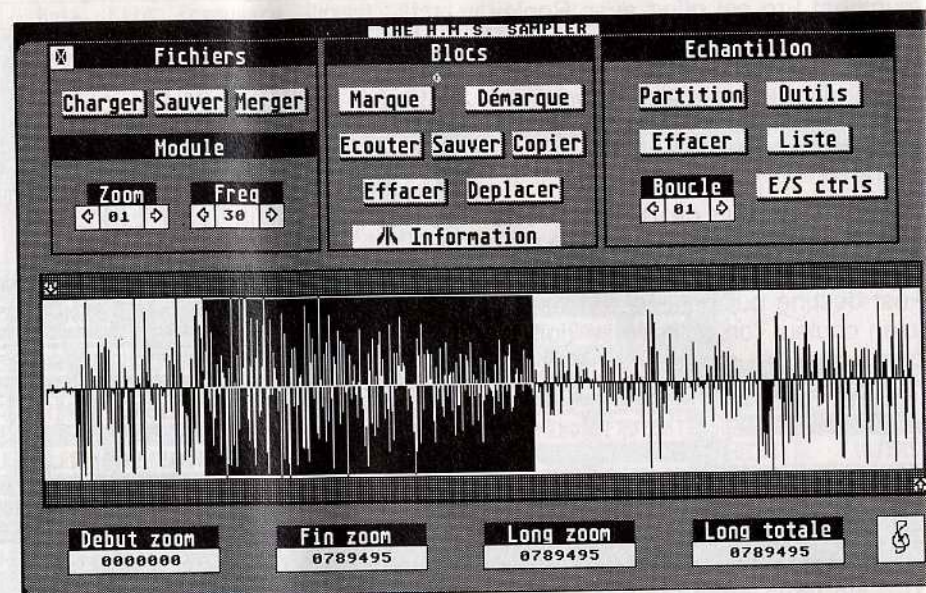 THE H.M.S. SAMPLER
Fichiers
Charger Sauver Merger
Module
Zoom Freq
01 30
Blocs
Marque Démarque
Ecouter Sauver Copier
Effacer Deplacer
Information
Echantillon
Partition Outils
Effacer Liste
Boucle E/S ctrls
01
Debut zoom Fin zoom Long zoom Long totale
0000000 0789495 0789495 0789495